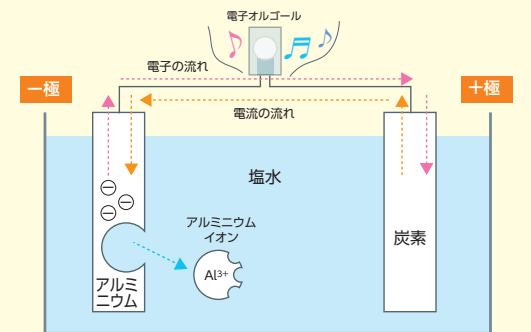 電子オルゴール
電子の流れ
一極
十極
電流の流れ
塩水
アルミニウム
イオン
Al3+
炭素
アルミ
ニウム